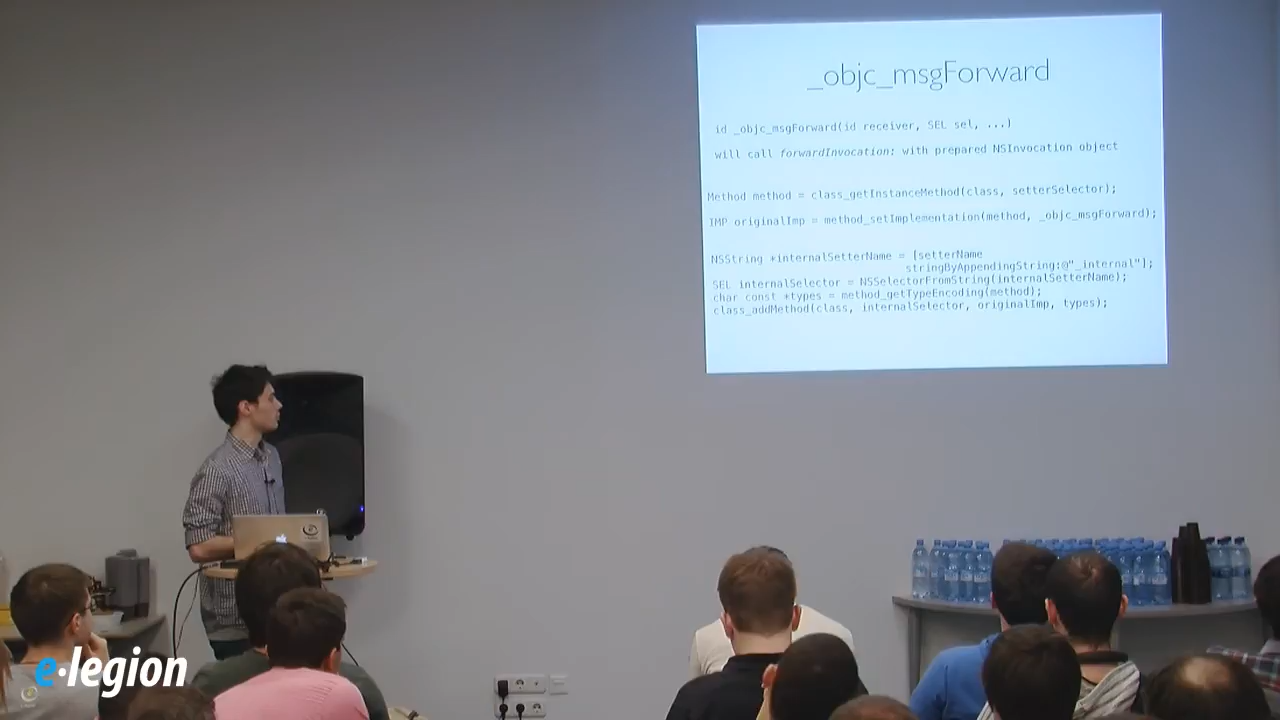 _objc_msgForward
id _objc_msgForward(id receiver, SEL sel, ...)
will call forwardInvocation: with prepared NSInvocation object
Method method = class_getInstanceMethod(class, setterSelector);
IMP originalImp = method_setImplementation(method, _objc_msgForward);
NSString *internalSetterName = [setterName
stringByAppendingString:@"_internal"];
SEL internalSelector = NSSelectorFromString(internalSetterName);
char const *types = method_getTypeEncoding(method);
class_addMethod(class, internalSelector, originalImp, types);
e·legion